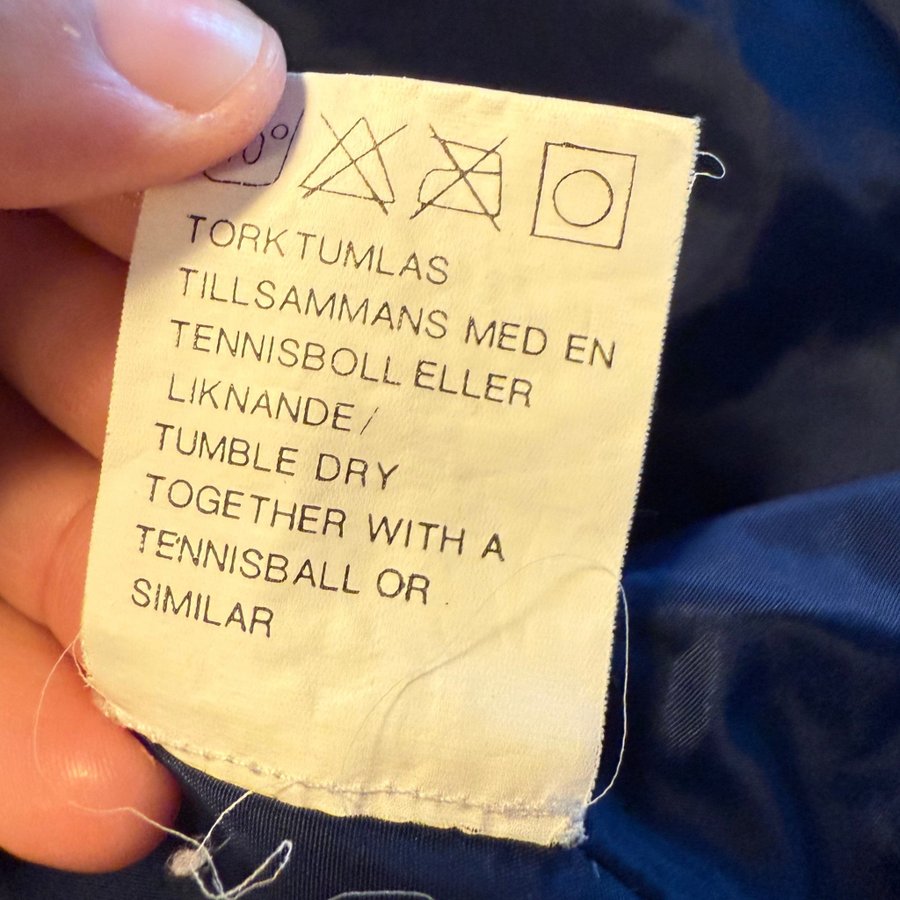 TORKTUMLAS
TILLSAMMANS MED EN
TENNISBOLL ELLER
LIKNANDE/
TUMBLE DRY
TOGETHER WITH A
TENNISBALL OR
SIMILAR